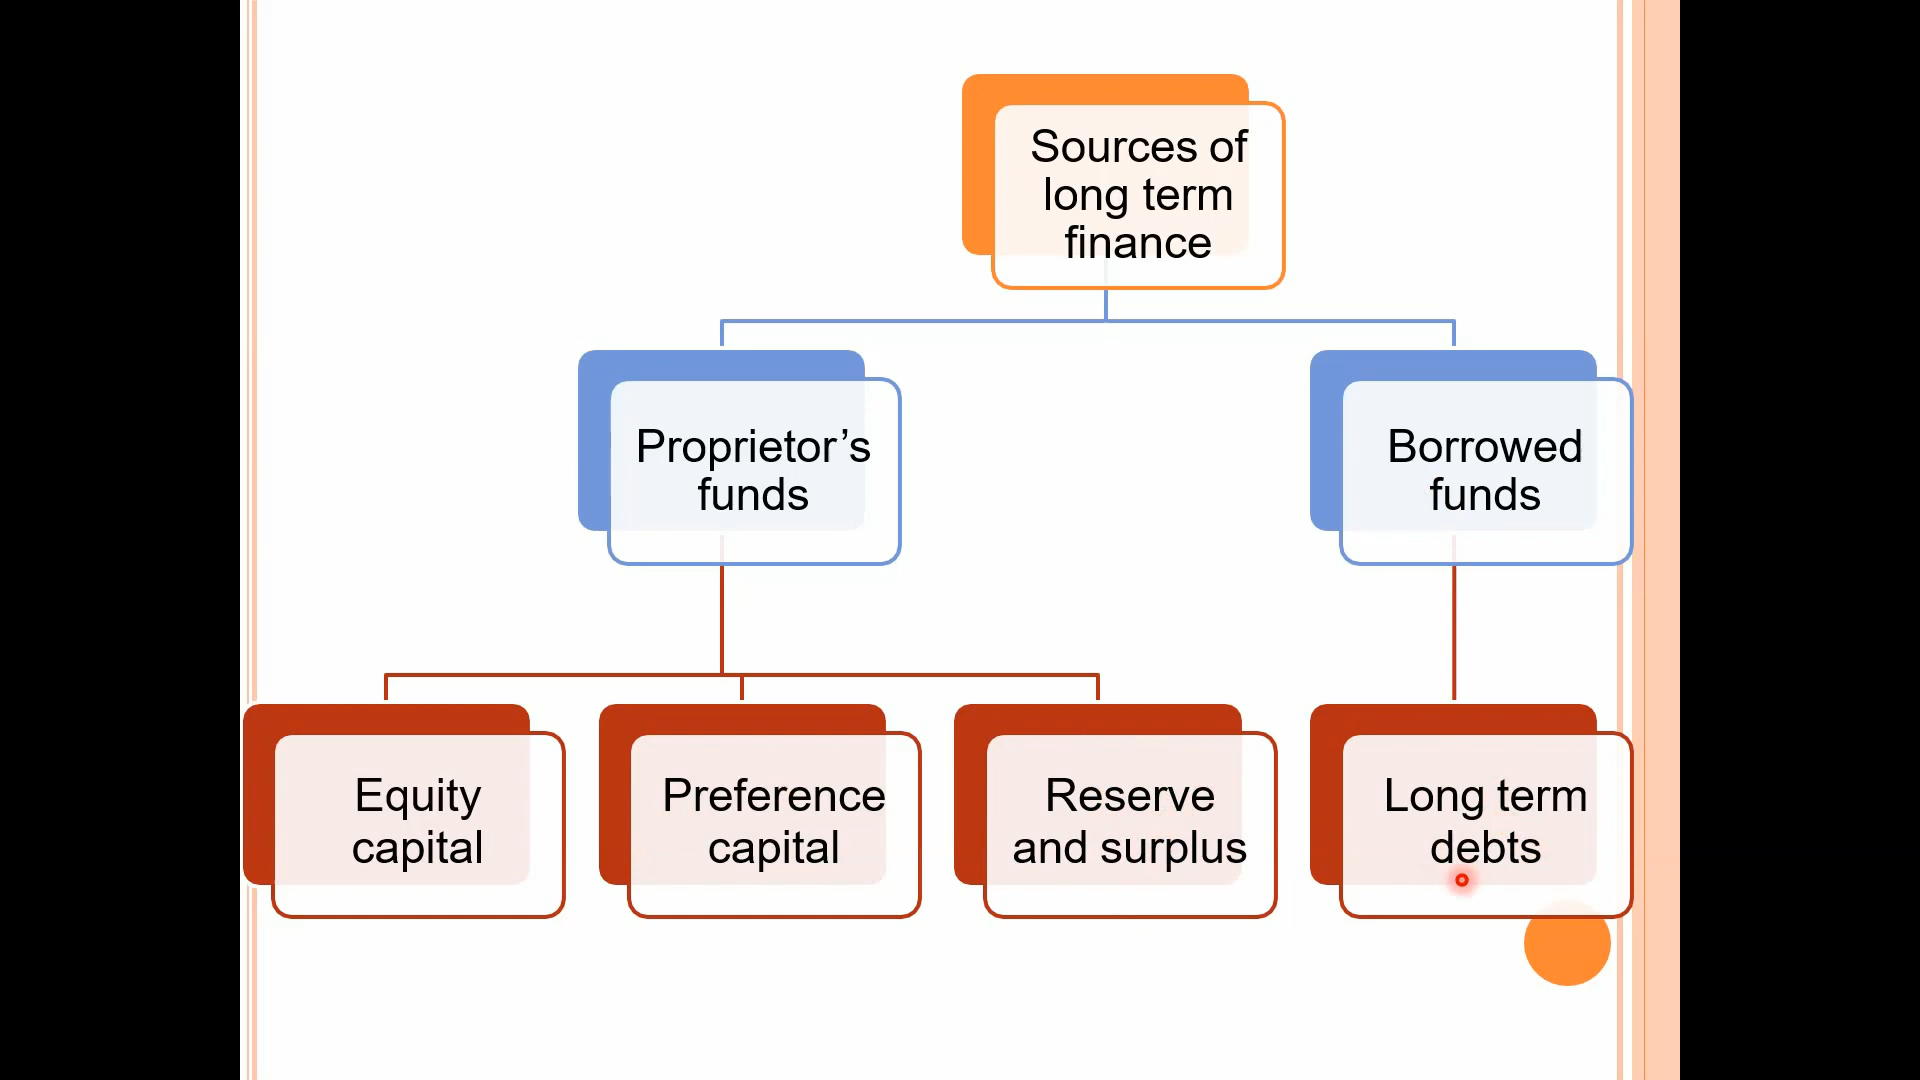 Sources of
long term
finance
Proprietor’s
funds
Borrowed
funds
Equity
capital
Preference
capital
Reserve
and surplus
Long term
debts